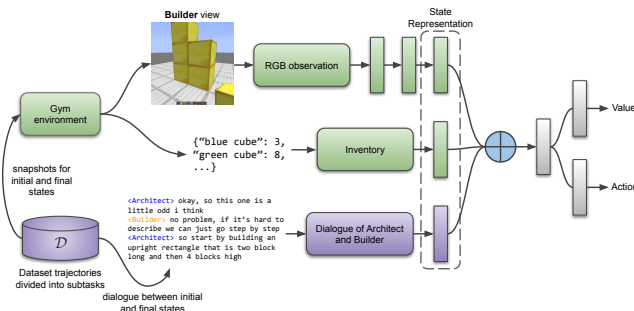 Builder view
State
Representation
RGB observation
Gym
environment
Value
{"blue cube": 3,
"green cube": 8,
...}
Inventory
snapshots for
initial and final
states
Action
<Architect> okay, so this one is a
little odd i think
<Builder> no problem, if it's hard to
describe we can just go step by step
<Architect> so start by building an
upright rectangle that is two block
long and then 4 blocks high
Dialogue of Architect
and Builder
D
Dataset trajectories
divided into subtasks
dialogue between initial
and final states